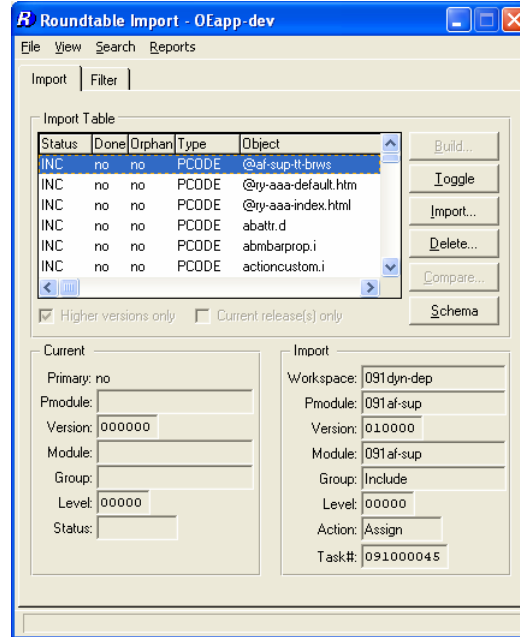 R Roundtable Import - OEapp-dev
File View Search Reports
Import Filter
Import Table
Status Done Orphan Type Object
INC no no PCODE @af-sup-tt-brws
INC no no PCODE @ry-aaa-default.htm
INC no no PCODE @ry-aaa-index.html
INC no no PCODE abattr.d
INC no no PCODE abmbarprop.i
INC no no PCODE actioncustom.i
Build...
Toggle
Import...
Delete...
Compare...
Schema
Higher versions only Current release(s) only
Current
Primary: no
Pmodule:
Version: 000000
Module:
Group:
Level: 00000
Status:
Import
Workspace: 091dyn-dep
Pmodule: 091af-sup
Version: 010000
Module: 091af-sup
Group: Include
Level: 00000
Action: Assign
Task#: 091000045